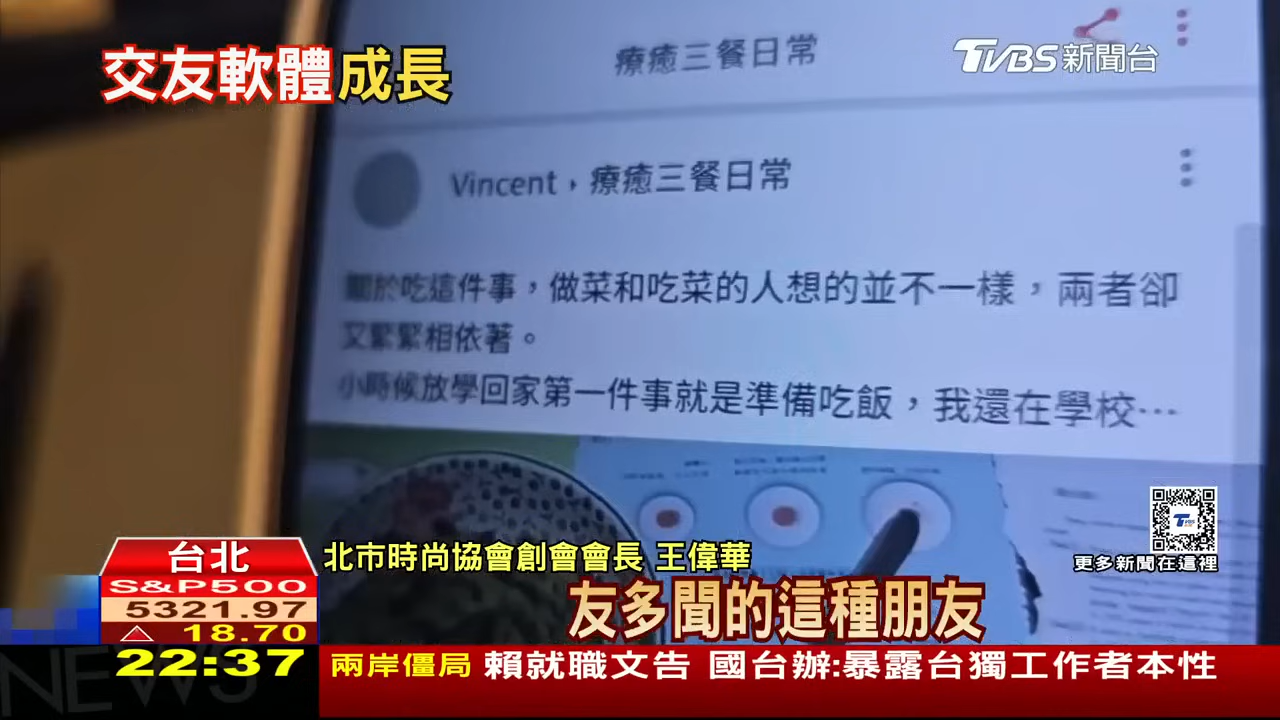 交友軟體成長
療癒三餐日常
TVBS新聞台
Vincent，療癒三餐日常
關於吃這件事，做菜和吃菜的人想的並不一樣，兩者卻
又緊緊相依著。
小時候放學回家第一件事就是準備吃飯，我還在學校…
更多新聞在這裡
台北
北市時尚協會創會會長 王偉華
S&P500
5321.97
18.70
友多聞的這種朋友
22:37
兩岸僵局 賴就職文告 國台辦:暴露台獨工作者本性
NEWS